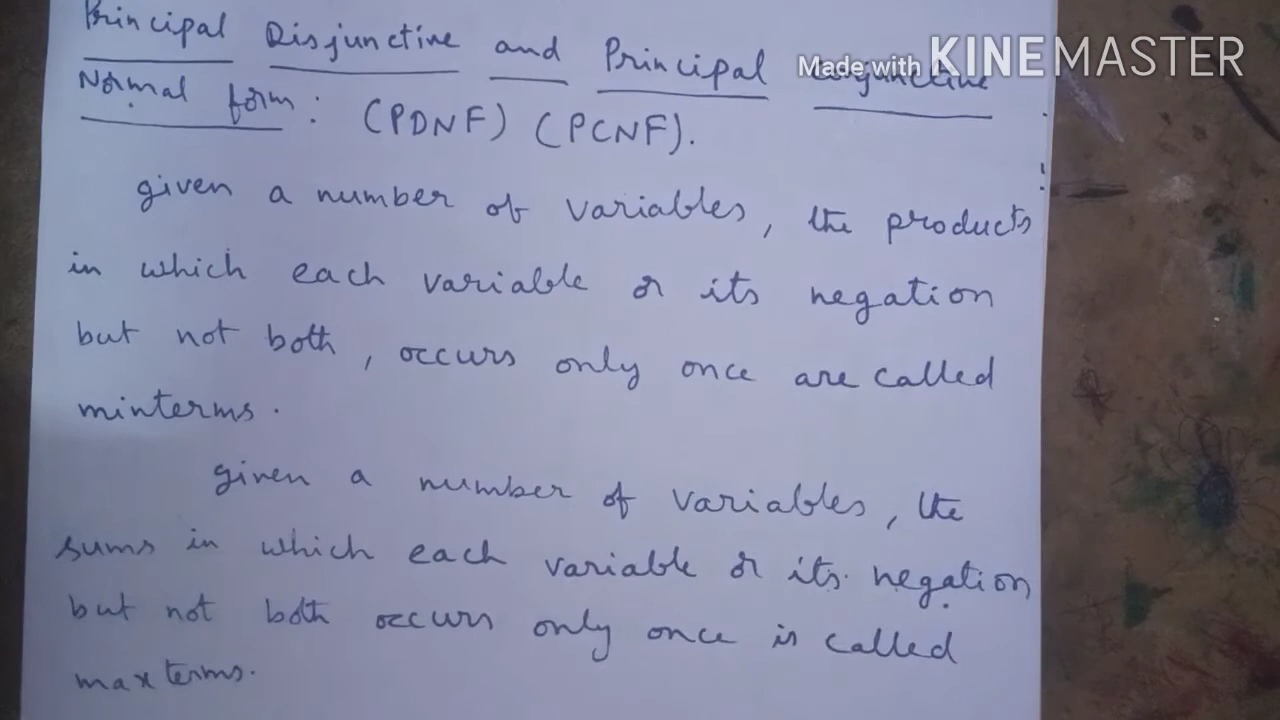 Principal Disjunctive and Principal Conjunctive
Made with KINEMASTER
Normal form: (PDNF) (PCNF).
given a number of variables, the products
in which each variable or its negation
but not both, occurs only once are called
minterms.
given a number of variables, the
sums in which each variable or its negation
but not both occurs only once is called
maxterms.